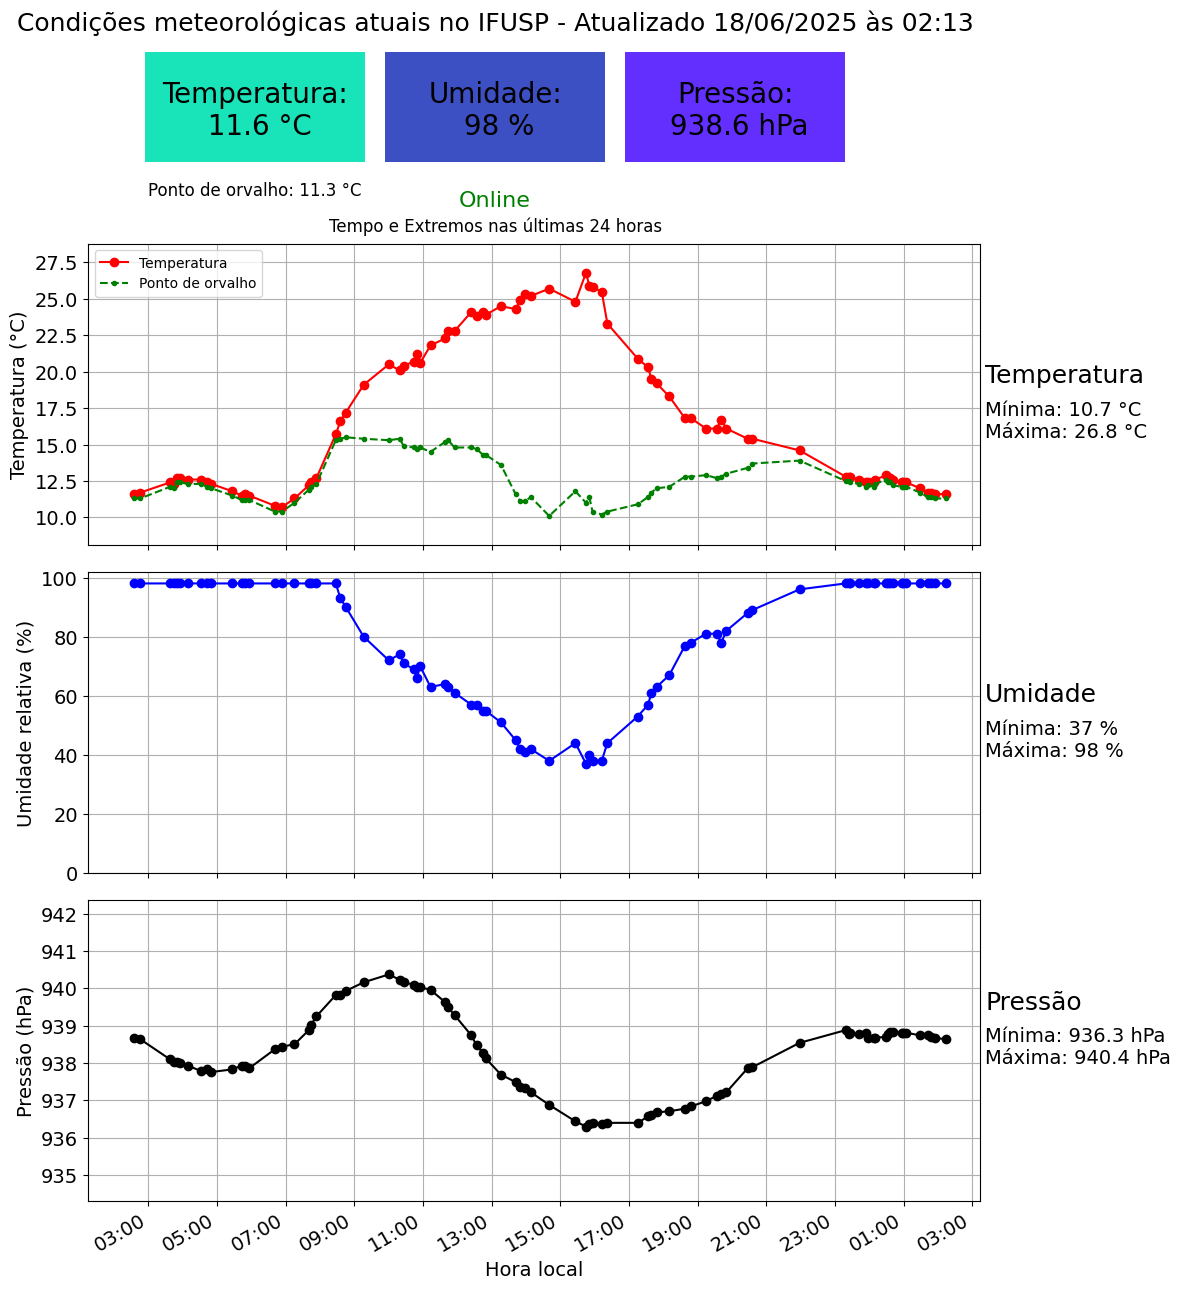 Condições meteorológicas atuais no IFUSP - Atualizado 18/06/2025 às 02:13
Temperatura:
11.6 °C
Umidade:
98 %
Pressão:
938.6 hPa
Ponto de orvalho: 11.3 °C
Online
Tempo e Extremos nas últimas 24 horas
Temperatura
Ponto de orvalho
Temperatura (°C)
27.5
25.0
22.5
20.0
17.5
15.0
12.5
10.0
Temperatura
Mínima: 10.7 °C
Máxima: 26.8 °C
Umidade relativa (%)
100
80
60
40
20
0
Umidade
Mínima: 37 %
Máxima: 98 %
Pressão (hPa)
942
941
940
939
938
937
936
935
Pressão
Mínima: 936.3 hPa
Máxima: 940.4 hPa
03:00
05:00
07:00
09:00
11:00
13:00
15:00
17:00
19:00
21:00
23:00
01:00
03:00
Hora local